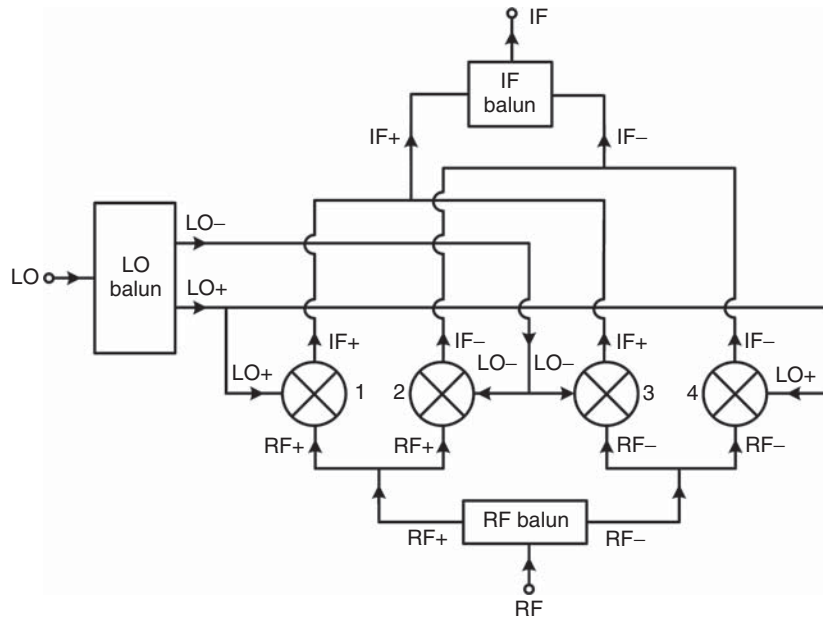 IF
IF
balun
IF+
IF−
LO−
LO
LO
balun
LO+
IF+
IF−
LO−
LO−
IF+
IF−
LO+
1
2
3
4
LO+
RF+
RF+
RF−
RF−
RF balun
RF+
RF−
RF